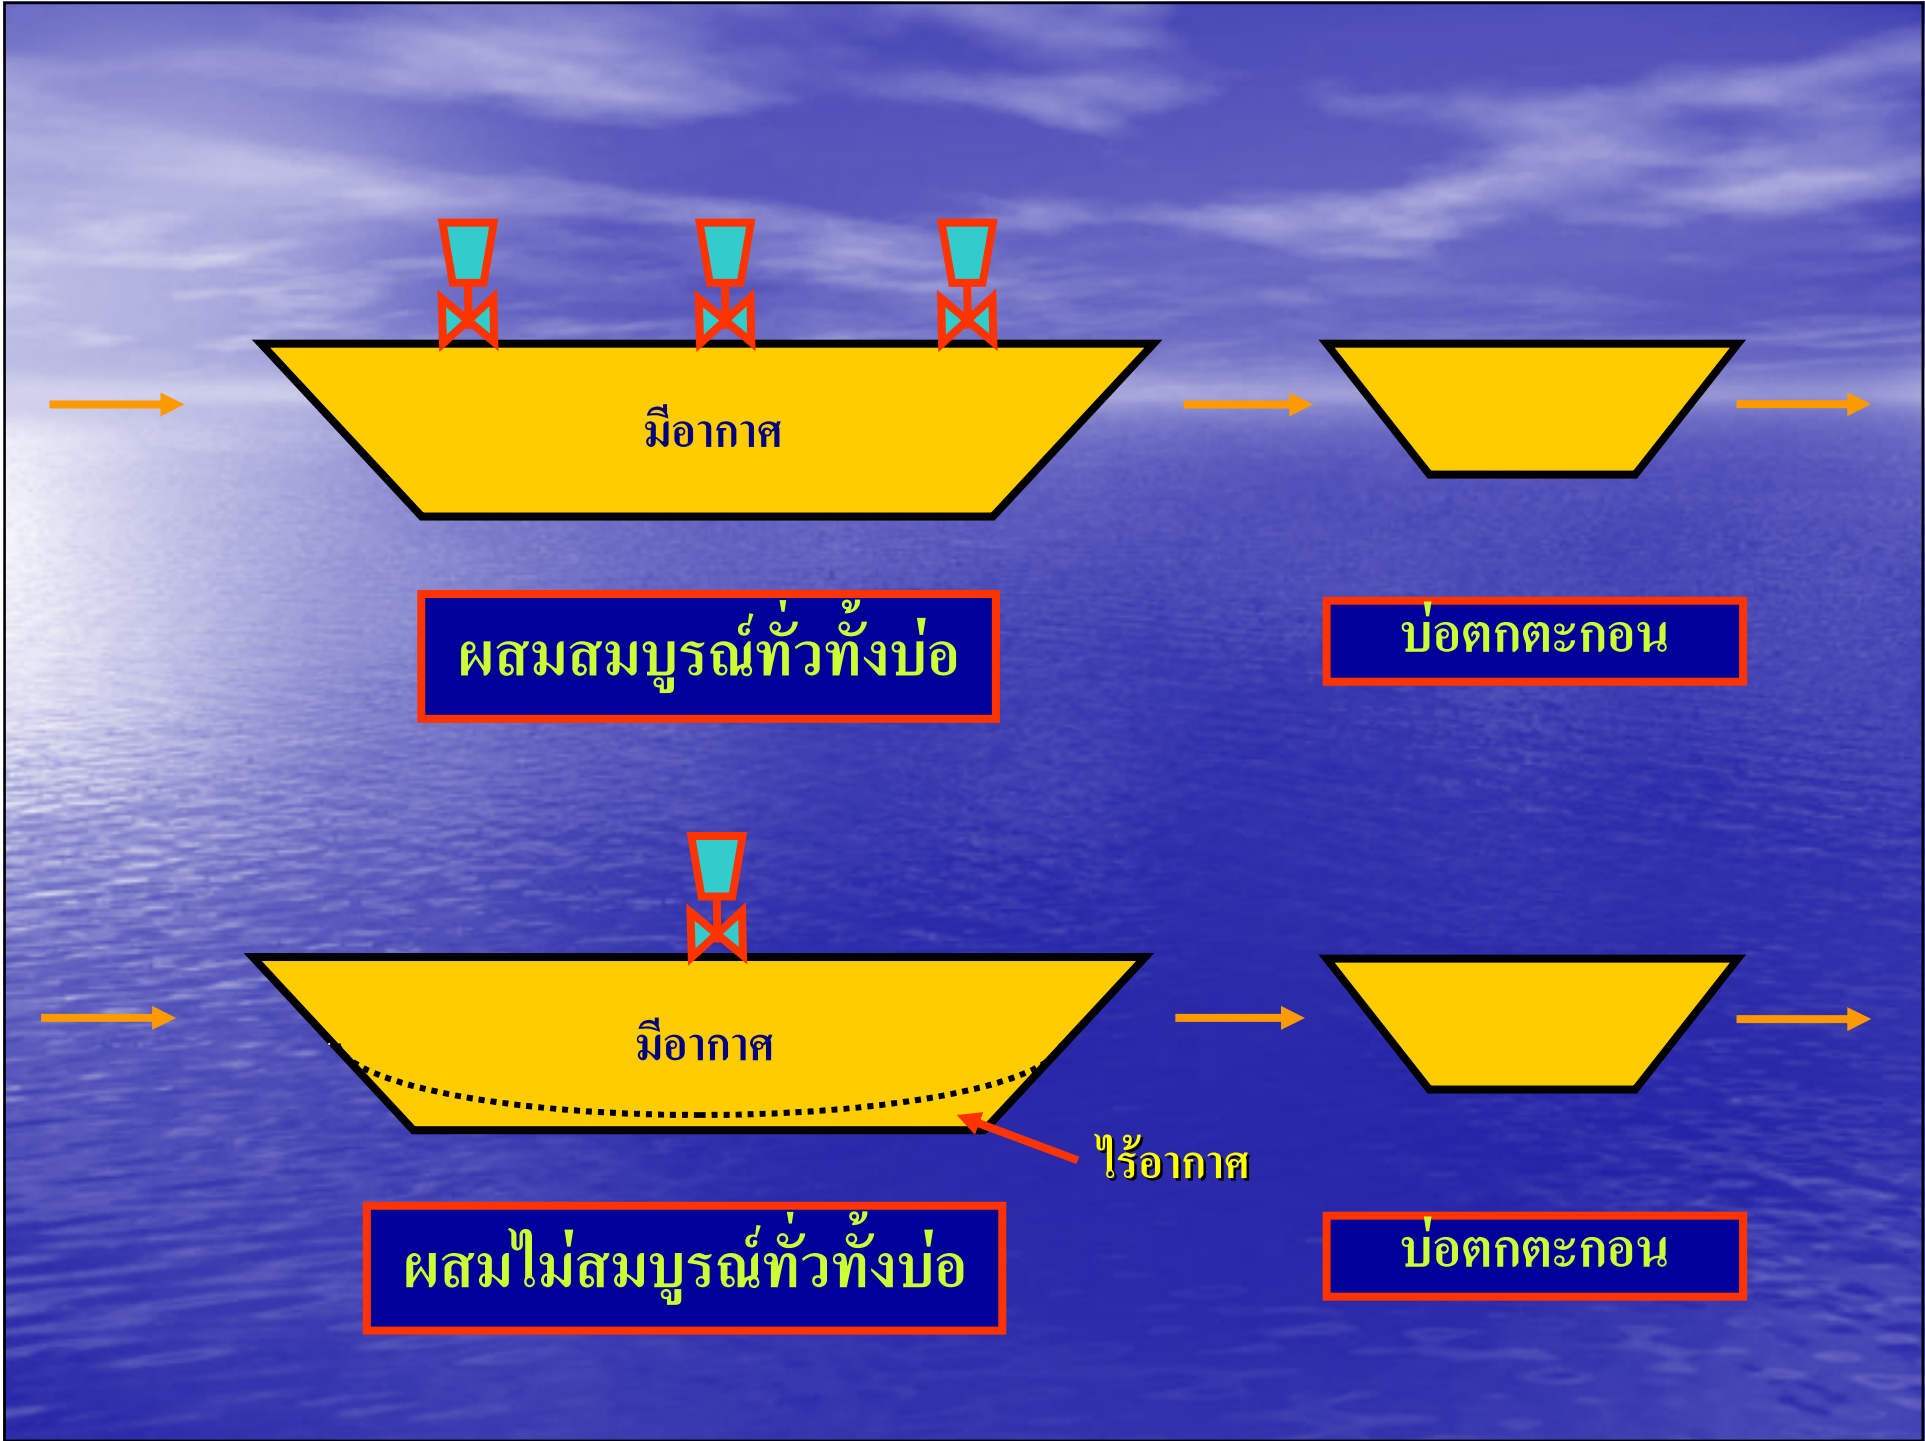 มีอากาศ
ผสมสมบูรณ์ทั่วทั้งบ่อ
บ่อตกตะกอน
มีอากาศ
ไร้อากาศ
ผสมไม่สมบูรณ์ทั่วทั้งบ่อ
บ่อตกตะกอน